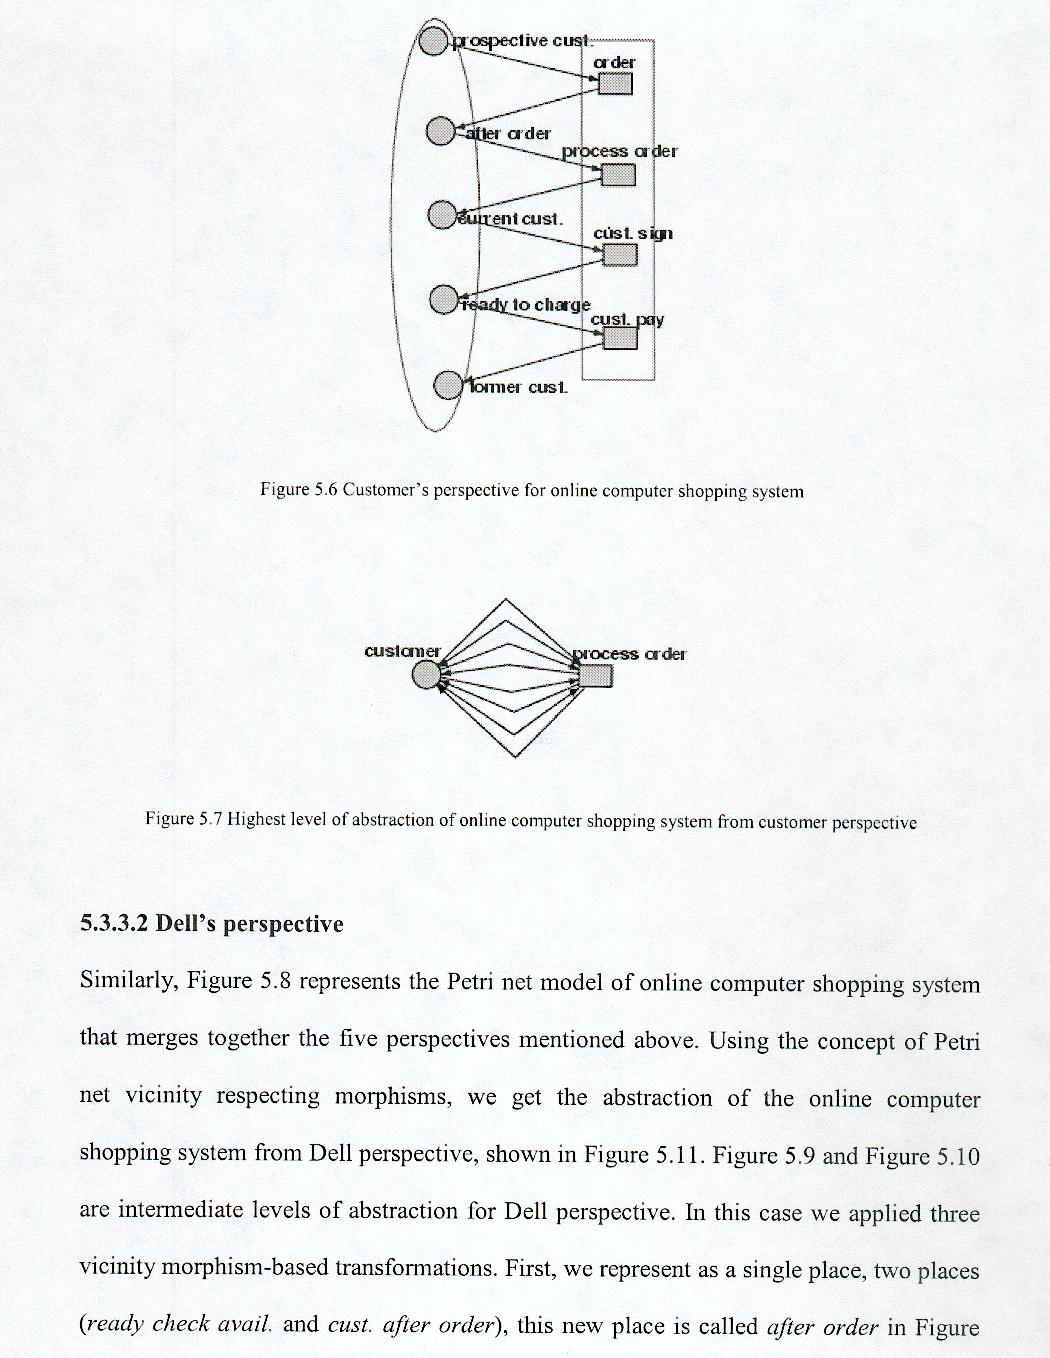 prospective cust.
order
after order
process order
current cust.
cust. sign
ready to charge
cust. pay
former cust.
Figure 5.6 Customer's perspective for online computer shopping system
customer
process order
Figure 5.7 Highest level of abstraction of online computer shopping system from customer perspective
5.3.3.2 Dell's perspective
Similarly, Figure 5.8 represents the Petri net model of online computer shopping system
that merges together the five perspectives mentioned above. Using the concept of Petri
net vicinity respecting morphisms, we get the abstraction of the online computer
shopping system from Dell perspective, shown in Figure 5.11. Figure 5.9 and Figure 5.10
are intermediate levels of abstraction for Dell perspective. In this case we applied three
vicinity morphism-based transformations. First, we represent as a single place, two places
(ready check avail. and cust. after order), this new place is called after order in Figure